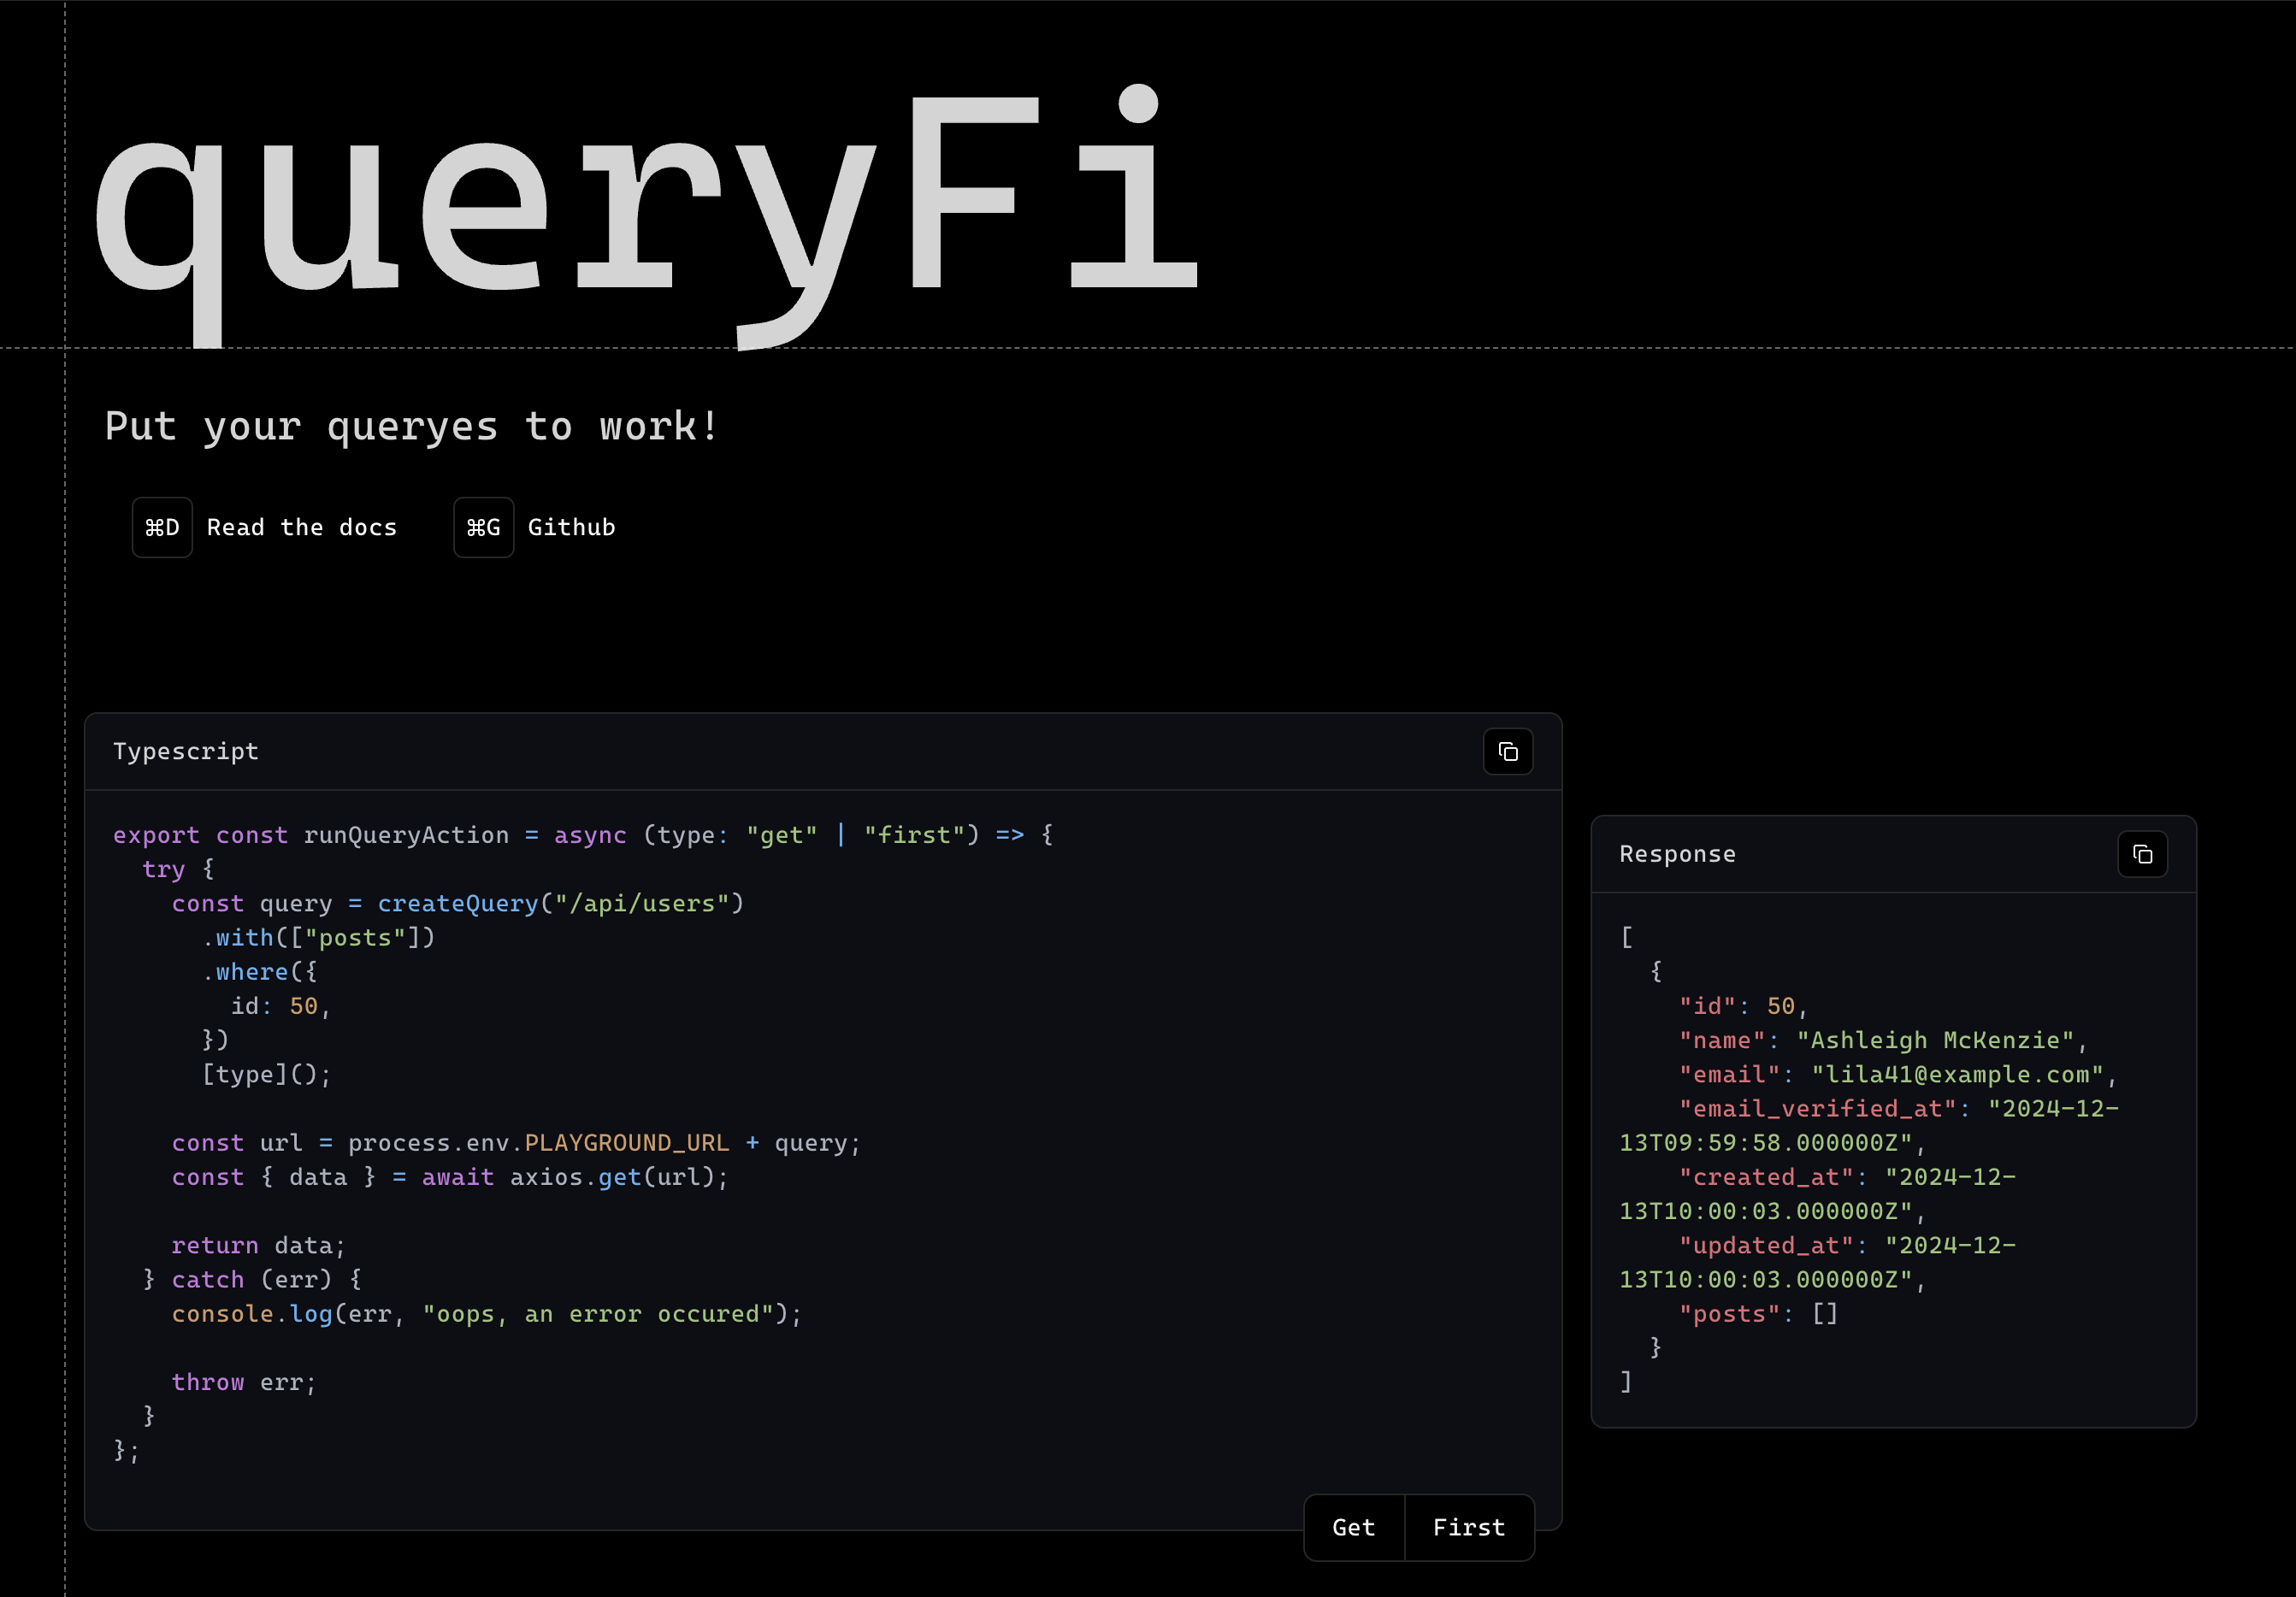 queryFi
Put your queryes to work!
⌘D Read the docs ⌘G Github
Typescript
export const runQueryAction = async (type: "get" | "first") => {
  try {
    const query = createQuery("/api/users")
      .with(["posts"])
      .where({
        id: 50,
      })
      [type]();
    const url = process.env.PLAYGROUND_URL + query;
    const { data } = await axios.get(url);
    return data;
  } catch (err) {
    console.log(err, "oops, an error occured");
    throw err;
  }
};
Get First
Response
[
  {
    "id": 50,
    "name": "Ashleigh McKenzie",
    "email": "lila41@example.com",
    "email_verified_at": "2024-12-
13T09:59:58.000000Z",
    "created_at": "2024-12-
13T10:00:03.000000Z",
    "updated_at": "2024-12-
13T10:00:03.000000Z",
    "posts": []
  }
]